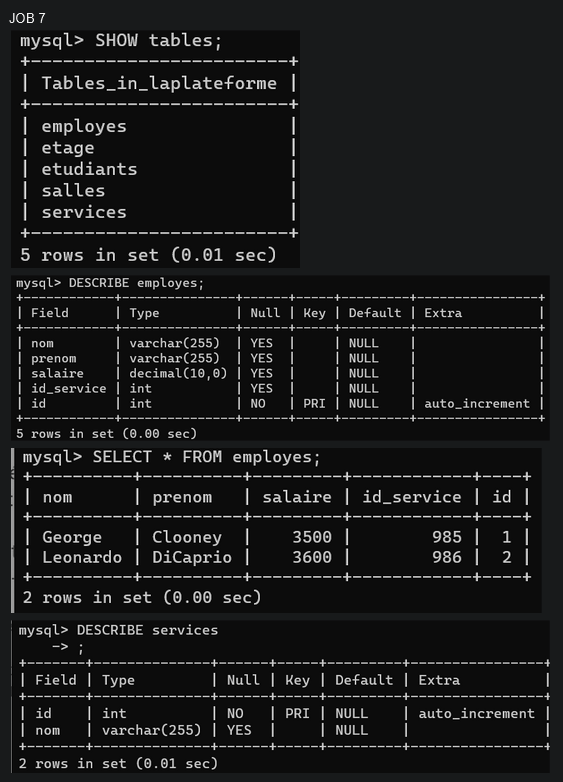 JOB 7
mysql> SHOW tables;
+------------------------+
| Tables_in_laplateforme |
+------------------------+
| employes               |
| etage                  |
| etudiants              |
| salles                 |
| services               |
+------------------------+
5 rows in set (0.01 sec)
mysql> DESCRIBE employes;
+------------+---------------+------+-----+---------+----------------+
| Field      | Type          | Null | Key | Default | Extra          |
+------------+---------------+------+-----+---------+----------------+
| nom        | varchar(255)  | YES  |     | NULL    |                |
| prenom     | varchar(255)  | YES  |     | NULL    |                |
| salaire    | decimal(10,0) | YES  |     | NULL    |                |
| id_service | int           | YES  |     | NULL    |                |
| id         | int           | NO   | PRI | NULL    | auto_increment |
+------------+---------------+------+-----+---------+----------------+
5 rows in set (0.00 sec)
mysql> SELECT * FROM employes;
+----------+----------+---------+------------+----+
| nom      | prenom   | salaire | id_service | id |
+----------+----------+---------+------------+----+
| George   | Clooney  |    3500 |        985 |  1 |
| Leonardo | DiCaprio |    3600 |        986 |  2 |
+----------+----------+---------+------------+----+
2 rows in set (0.00 sec)
mysql> DESCRIBE services
    -> ;
+-------+--------------+------+-----+---------+----------------+
| Field | Type         | Null | Key | Default | Extra          |
+-------+--------------+------+-----+---------+----------------+
| id    | int          | NO   | PRI | NULL    | auto_increment |
| nom   | varchar(255) | YES  |     | NULL    |                |
+-------+--------------+------+-----+---------+----------------+
2 rows in set (0.01 sec)